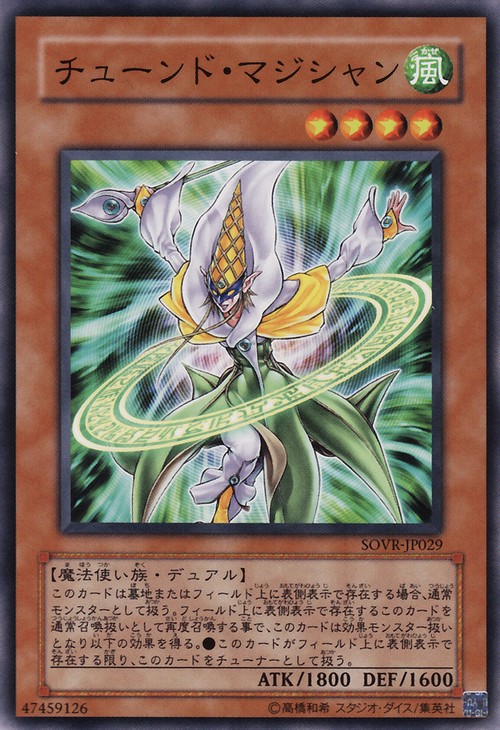 チューンド・マジシャン 風
SOVR-JP029
【魔法使い族・デュアル】
このカードは墓地またはフィールド上に表側表示で存在する場合、通常
モンスターとして扱う。フィールド上に表側表示で存在するこのカードを
通常召喚扱いとして再度召喚する事で、このカードは効果モンスター扱い
となり以下の効果を得る。●このカードがフィールド上に表側表示で
存在する限り、このカードをチューナーとして扱う。
ATK/1800 DEF/1600
47459126 ©高橋和希 スタジオ・ダイス/集英社